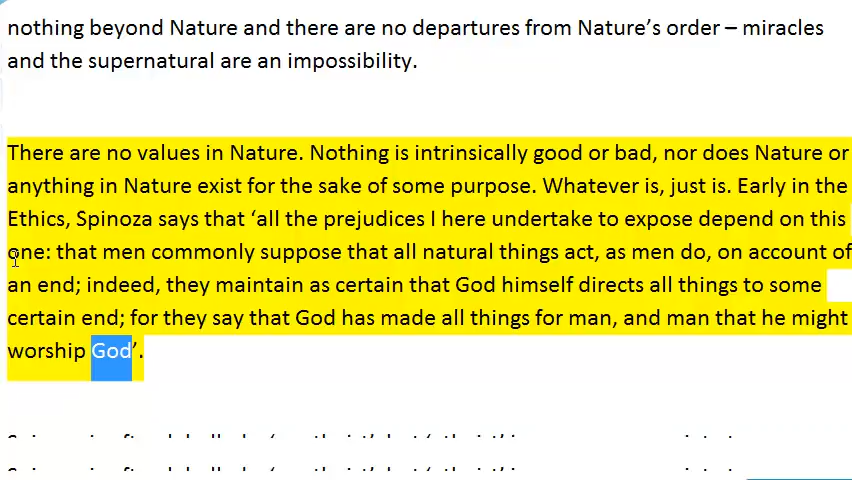 nothing beyond Nature and there are no departures from Nature’s order – miracles
and the supernatural are an impossibility.
There are no values in Nature. Nothing is intrinsically good or bad, nor does Nature or
anything in Nature exist for the sake of some purpose. Whatever is, just is. Early in the
Ethics, Spinoza says that ‘all the prejudices I here undertake to expose depend on this
one: that men commonly suppose that all natural things act, as men do, on account of
an end; indeed, they maintain as certain that God himself directs all things to some
certain end; for they say that God has made all things for man, and man that he might
worship God’.